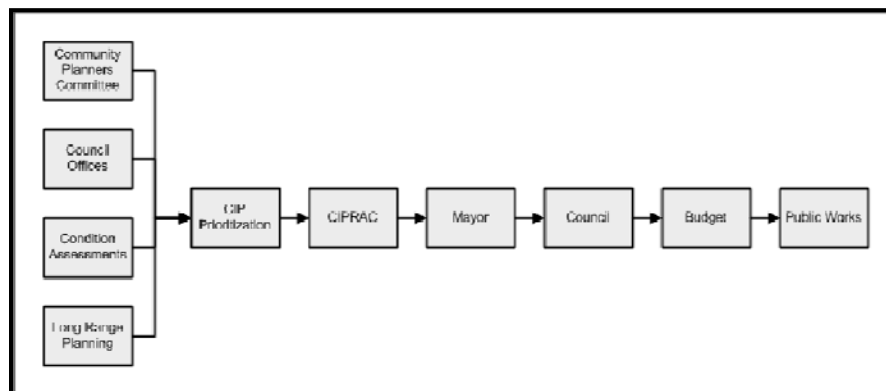 Community
Planners
Committee
Council
Offices
Condition
Assessments
Long Range
Planning
CIP
Prioritization
CIPRAC
Mayor
Council
Budget
Public Works